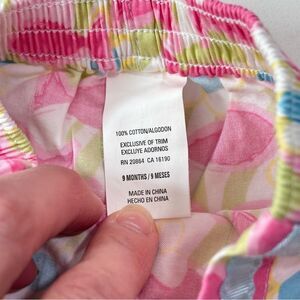 100% COTTON/ALGODON
EXCLUSIVE OF TRIM
EXCLUYE ADORNOS
RN 20864 CA 16190
9 MONTHS / 9 MESES
MADE IN CHINA
HECHO EN CHINA